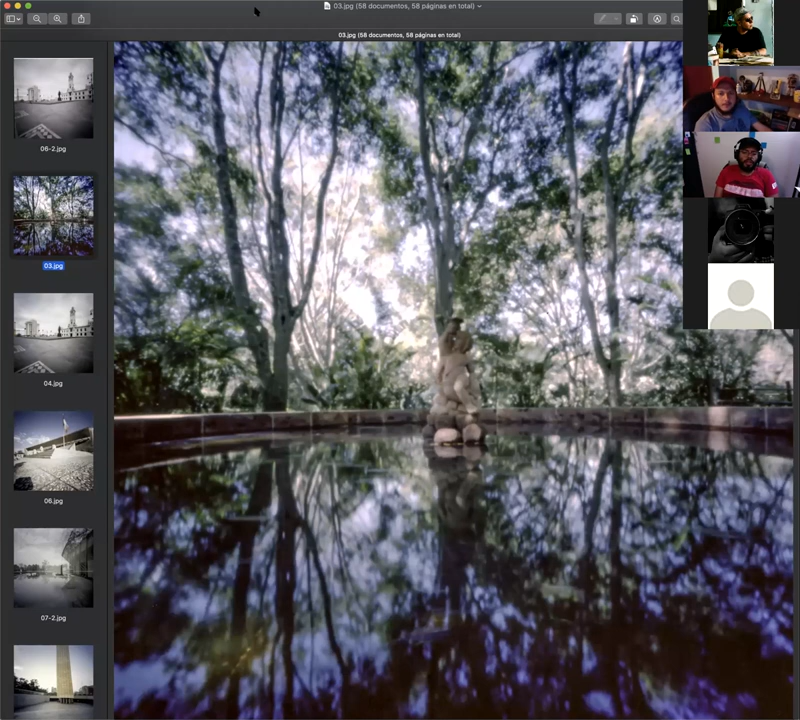 03.jpg (58 documentos, 58 páginas en total)
03.jpg (58 documentos, 58 páginas en total)
06-2.jpg
03.jpg
04.jpg
06.jpg
07-2.jpg